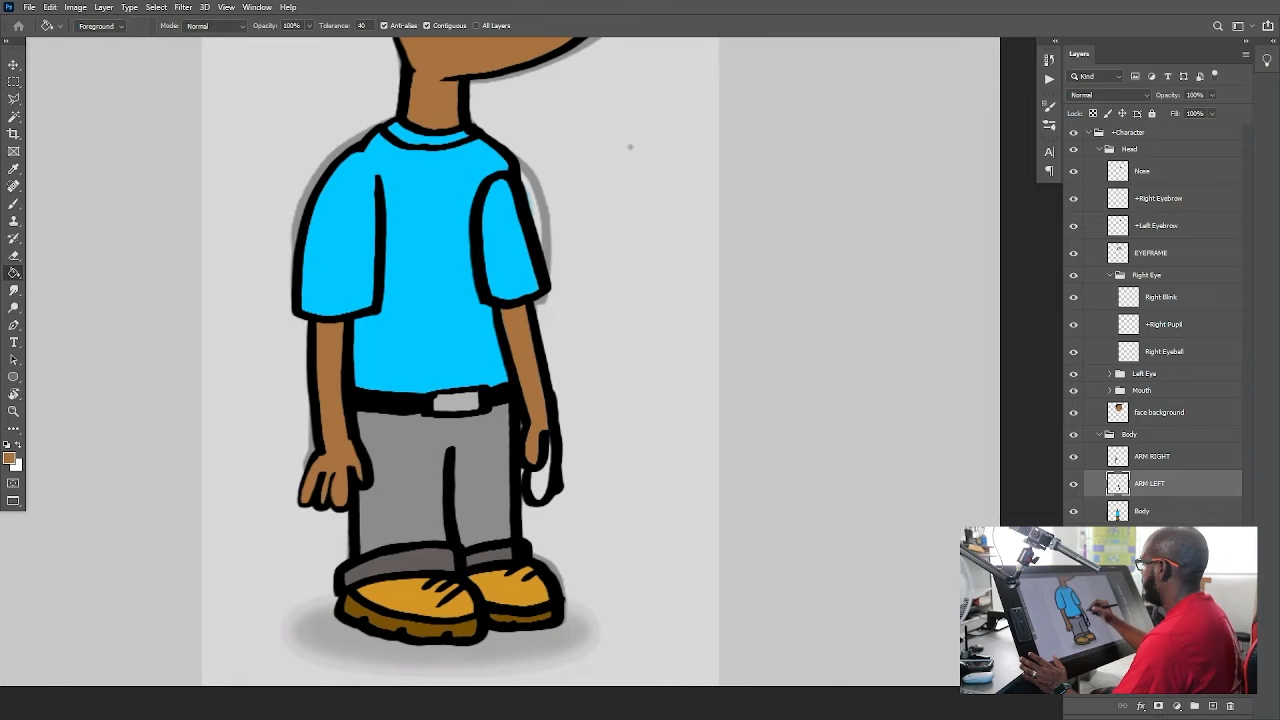 Ps File Edit Image Layer Type Select Filter 3D View Window Help
Foreground Mode: Normal Opacity: 100% Tolerance: 40 Anti-alias Contiguous All Layers
Layers
Kind
Normal Opacity: 100%
Lock: Fill: 100%
+Character
Head
Nose
+Right Eyebrow
+Left Eyebrow
EYEFRAME
Right Eye
Right Blink
+Right Pupil
Right Eyeball
Left Eye
Mouth
face background
Body
ARM RIGHT
ARM LEFT
Body